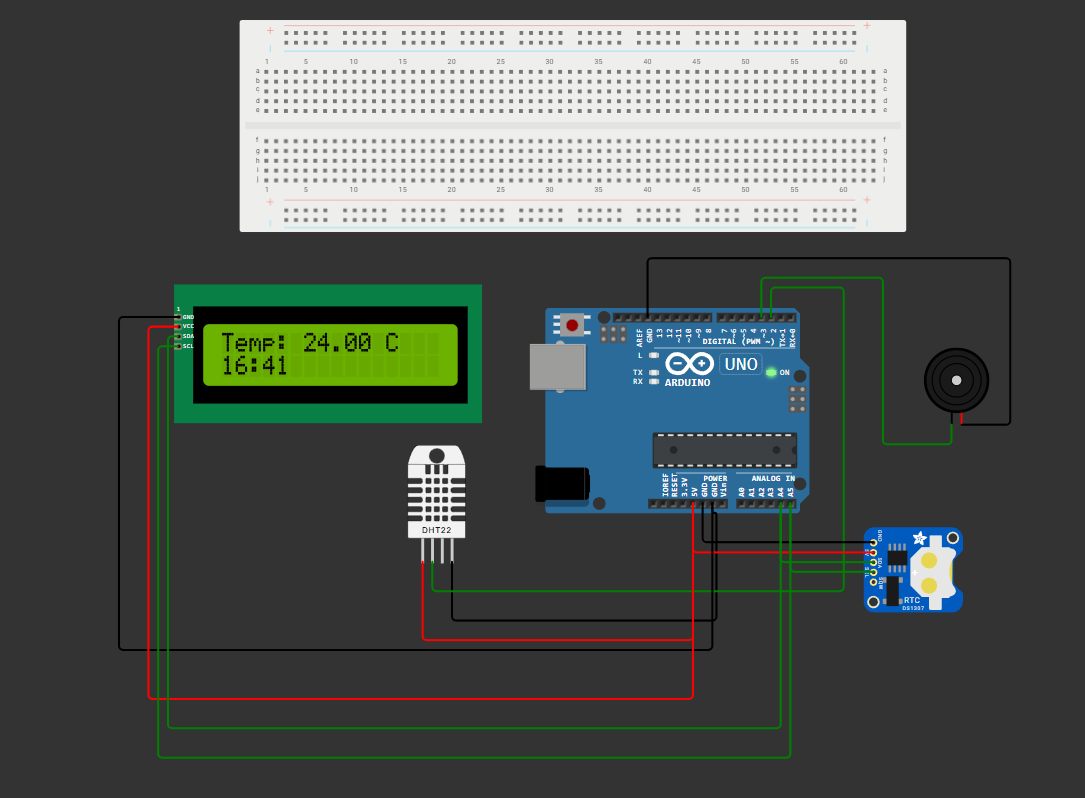 + +
1 5 10 15 20 25 30 35 40 45 50 55 60
a a
b b
c c
d d
e e
f f
g g
h h
i i
j j
1 5 10 15 20 25 30 35 40 45 50 55 60
+ +
1
GND
VCC
SDA
SCL
Temp: 24.00 C
16:41
AREF GND 13 12 ~11 ~10 ~9 8 7 ~6 ~5 4 ~3 2 TX→1 RX←0
DIGITAL (PWM ~)
L
TX
RX
UNO
ON
ARDUINO
POWER ANALOG IN
IOREF RESET 3.3V 5V GND GND Vin A0 A1 A2 A3 A4 A5
DHT22
GND
SDA
RTC
DS1307